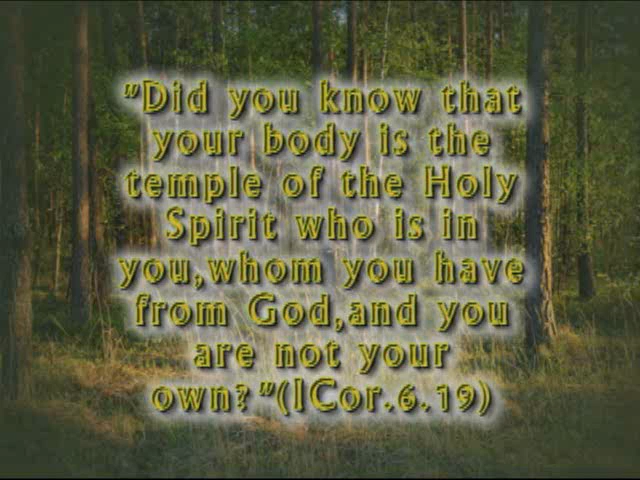 "Did you know that
your body is the
temple of the Holy
Spirit who is in
you,whom you have
from God,and you
are not your
own?"(ICor.6.19)